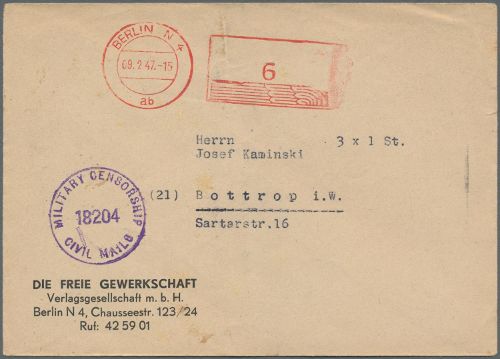 BERLIN N 4
09.2.47.-15
ab
6
Herrn 3 x 1 St.
Josef Kaminski
(21) Bottrop i.W.
Sartarstr.16
MILITARY CENSORSHIP
18204
CIVIL MAILS
DIE FREIE GEWERKSCHAFT
Verlagsgesellschaft m. b. H.
Berlin N 4, Chausseestr. 123/24
Ruf: 42 59 01